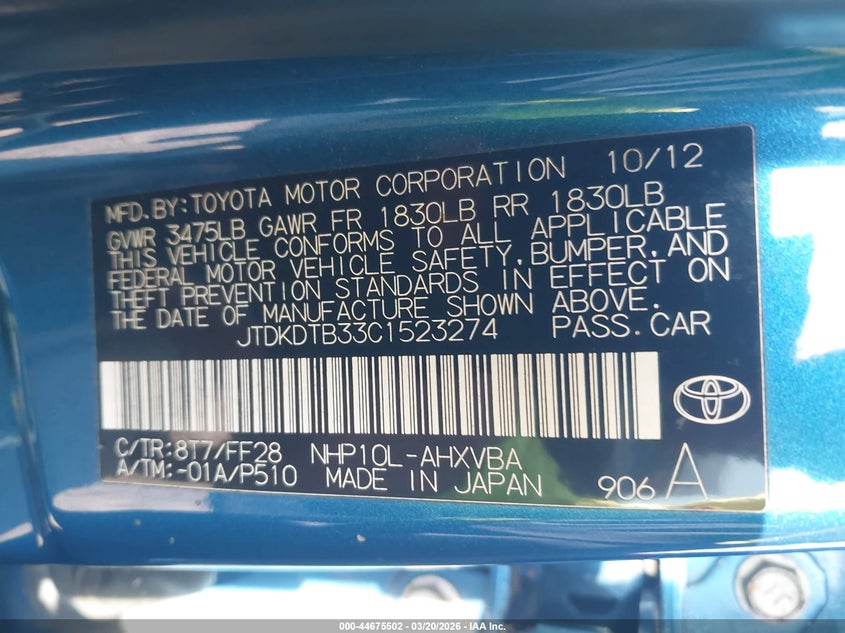 MFD.BY:TOYOTA MOTOR CORPORATION 10/12
GVWR 3475LB GAWR FR 1830LB RR 1830LB
THIS VEHICLE CONFORMS TO ALL APPLICABLE
FEDERAL MOTOR VEHICLE SAFETY,BUMPER,AND
THEFT PREVENTION STANDARDS IN EFFECT ON
THE DATE OF MANUFACTURE SHOWN ABOVE.
JTDKDTB33C1523274 PASS.CAR
C/TR:8T7/FF28 NHP10L-AHXVBA
A/TM:-01A/P510 MADE IN JAPAN 906 A
000-44675502 — 03/20/2026 — IAA Inc.